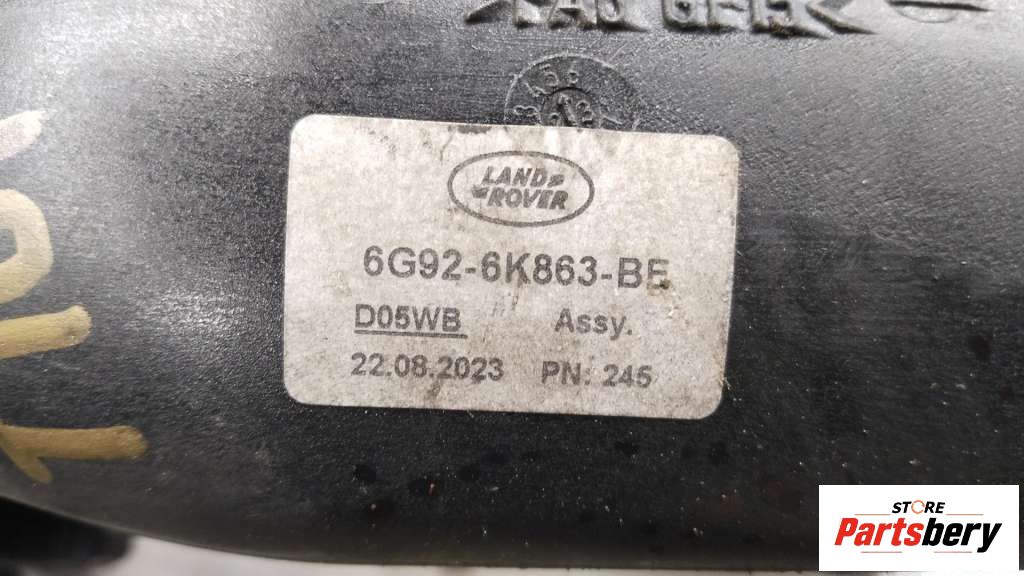 LAND
ROVER
6G92-6K863-BE
D05WB Assy.
22.08.2023 PN: 245
STORE
Partsbery